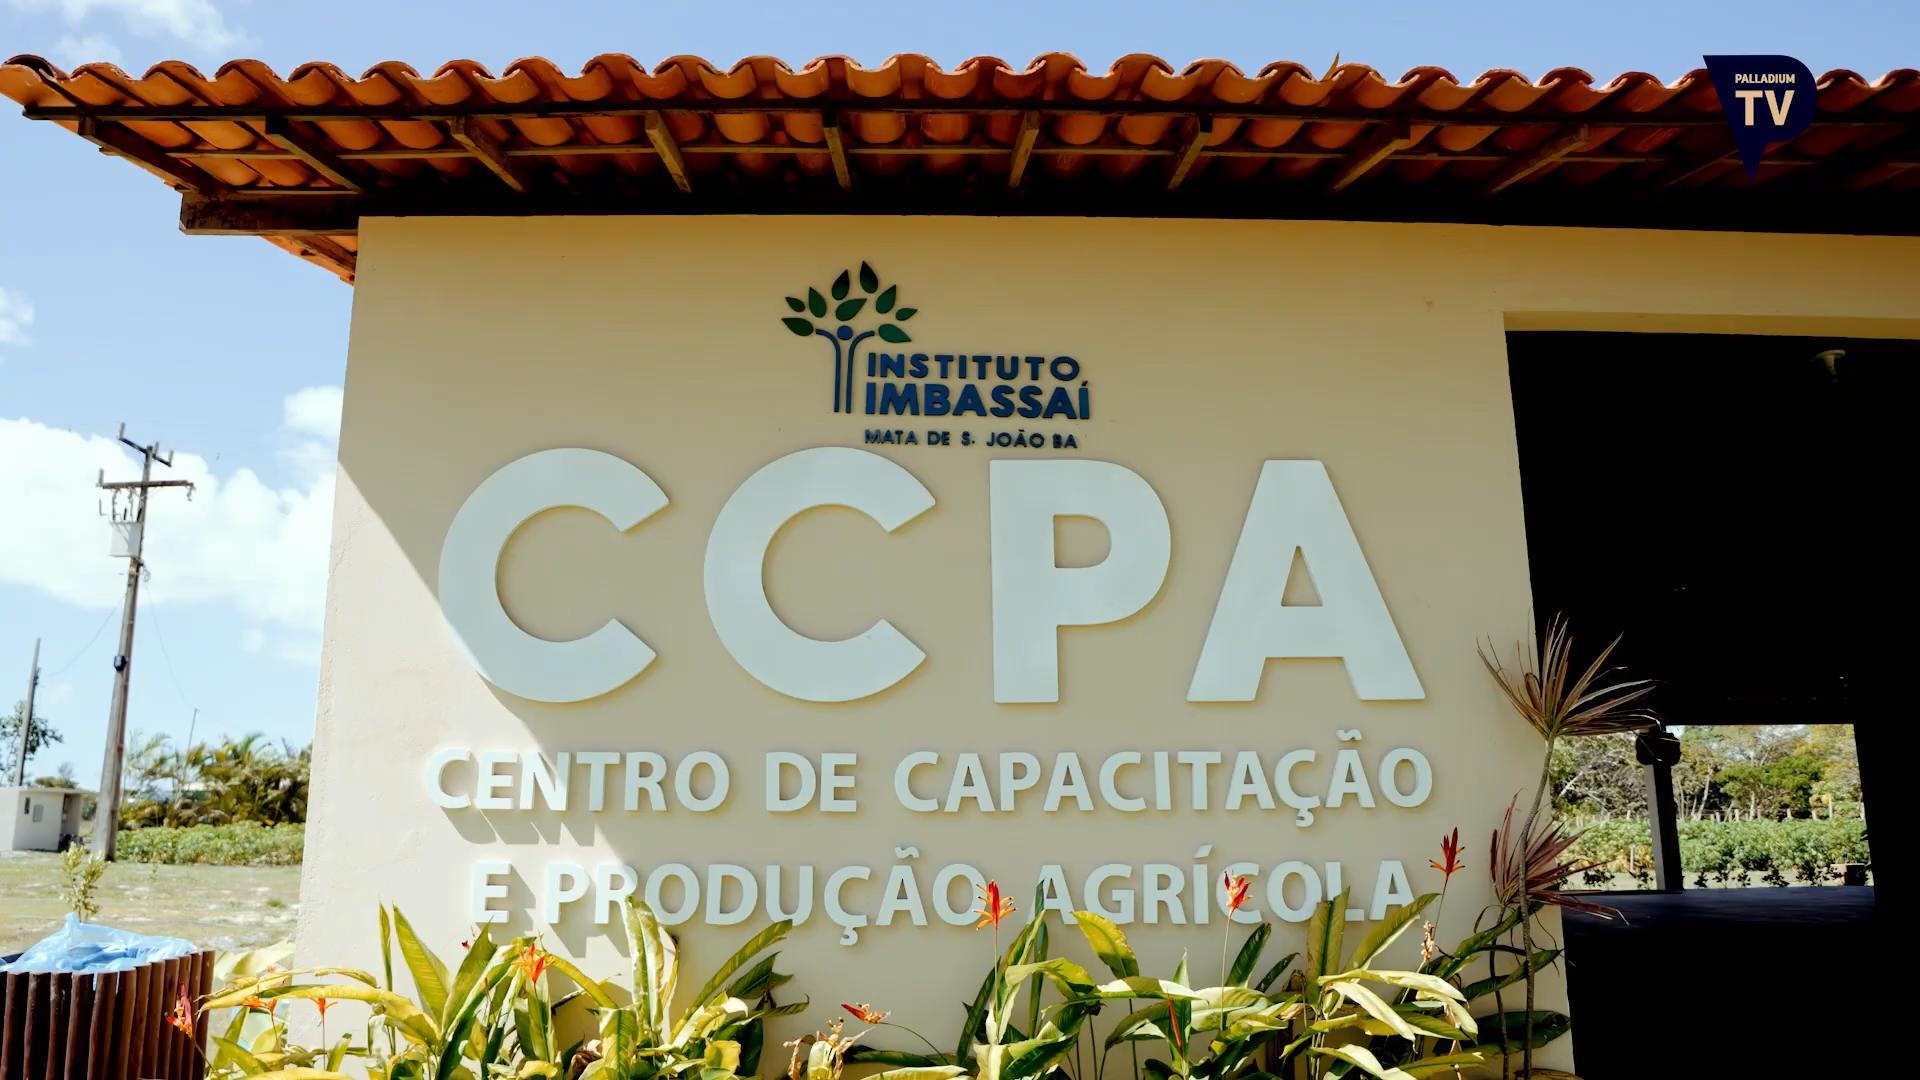 PALLADIUM
TV
INSTITUTO
IMBASSAÍ
MATA DE S. JOÃO BA
CCPA
CENTRO DE CAPACITAÇÃO
E PRODUÇÃO AGRÍCOLA